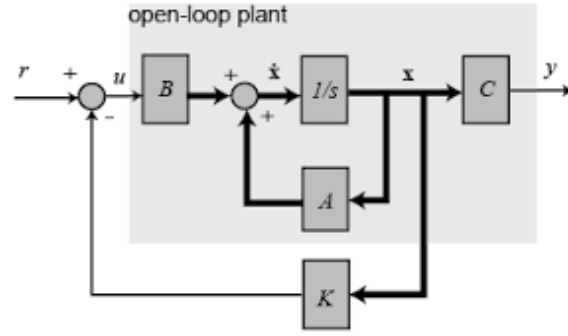 open-loop plant
r + u B + ẋ 1/s x C y
- +
A
K